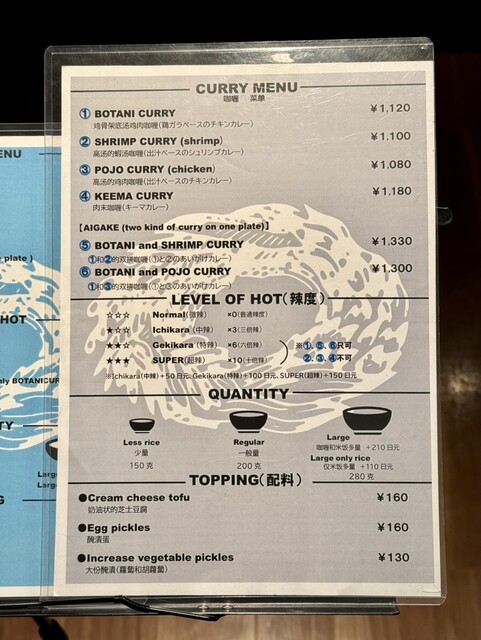 CURRY MENU
咖喱 菜单
① BOTANI CURRY ¥1,120
鸡骨架底汤鸡肉咖喱(鶏ガラベースのチキンカレー)
② SHRIMP CURRY (shrimp) ¥1,100
高汤的虾汤咖喱(出汁ベースのシュリンプカレー)
③ POJO CURRY (chicken) ¥1,080
高汤的鸡肉咖喱(出汁ベースのチキンカレー)
④ KEEMA CURRY ¥1,180
肉末咖喱(キーマカレー)
【AIGAKE (two kind of curry on one plate)】
⑤ BOTANI and SHRIMP CURRY ¥1,330
①和②的双拼咖喱(①と②のあいがけカレー)
⑥ BOTANI and POJO CURRY ¥1,300
①和③的双拼咖喱(①と③のあいがけカレー)
LEVEL OF HOT(辣度)
☆☆☆ Normal(微辣) ×0(普通辣度)
★☆☆ Ichikara(中辣) ×3(三倍辣)
★★☆ Gekikara(特辣) ×6(六倍辣) ※①、⑤、⑥只可
★★★ SUPER(超辣) ×10(十倍辣) ②、③、④不可
※Ichikara(中辣)+50日元、Gekikara(特辣)+100日元、SUPER(超辣)+150日元
QUANTITY
Less rice
少量
150克
Regular
一般量
200克
Large
咖喱和米饭多量 +210日元
Large only rice
仅米饭多量 +110日元
280克
TOPPING(配料)
●Cream cheese tofu ¥160
奶油状的芝士豆腐
●Egg pickles ¥160
醃漬蛋
●Increase vegetable pickles ¥130
大份醃漬(蘿蔔和胡蘿蔔)
ENU
plate )
HOT
only BOTANICUR
TY
Large
Large
G